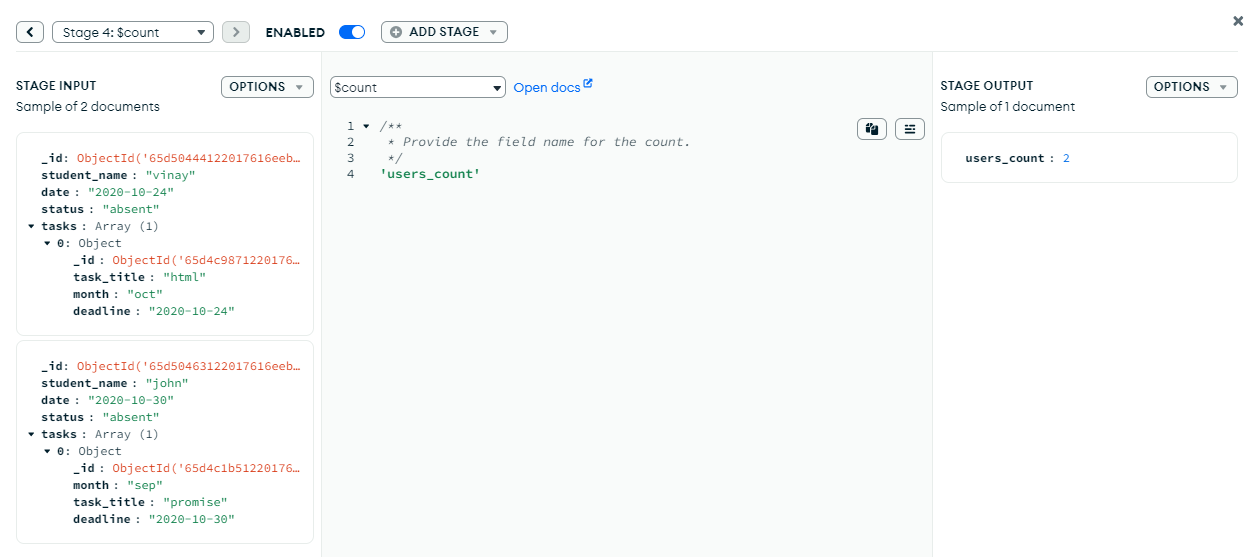 Stage 4: $count
ENABLED
ADD STAGE
STAGE INPUT
OPTIONS
Sample of 2 documents
_id: ObjectId('65d50444122017616eeb…
student_name : "vinay"
date : "2020-10-24"
status : "absent"
tasks : Array (1)
0: Object
_id : ObjectId('65d4c9871220176…
task_title : "html"
month : "oct"
deadline : "2020-10-24"
_id: ObjectId('65d50463122017616eeb…
student_name : "john"
date : "2020-10-30"
status : "absent"
tasks : Array (1)
0: Object
_id : ObjectId('65d4c1b51220176…
month : "sep"
task_title : "promise"
deadline : "2020-10-30"
$count
Open docs
1 /**
2 * Provide the field name for the count.
3 */
4 'users_count'
STAGE OUTPUT
OPTIONS
Sample of 1 document
users_count : 2